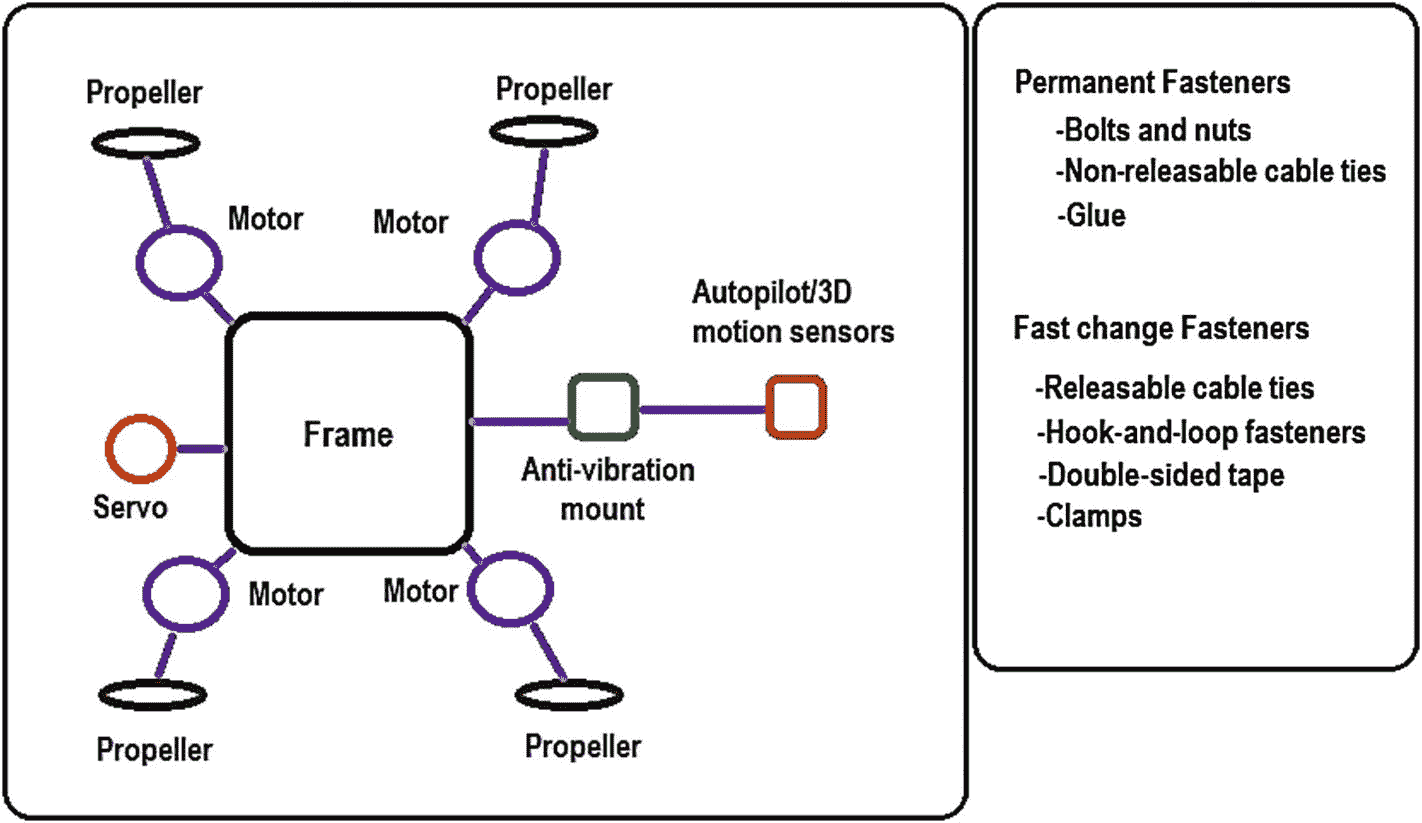 Propeller
Propeller
Motor
Motor
Autopilot/3D
motion sensors
Frame
Anti-vibration
mount
Servo
Motor
Motor
Propeller
Propeller
Permanent Fasteners
-Bolts and nuts
-Non-releasable cable ties
-Glue
Fast change Fasteners
-Releasable cable ties
-Hook-and-loop fasteners
-Double-sided tape
-Clamps